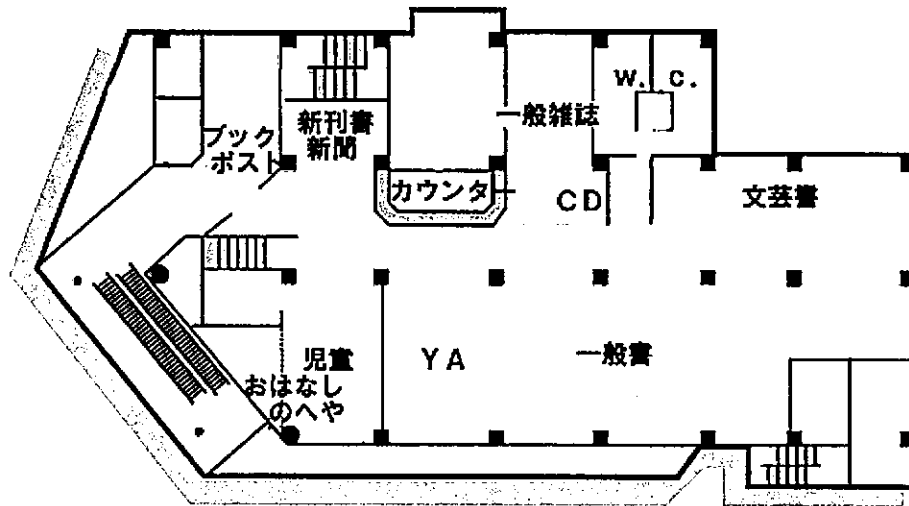 W. C.
一般雑誌
新刊書
新聞
ブック
ポスト
カウンタ
CD
文芸書
児童
おはなし
のへや
YA
一般書